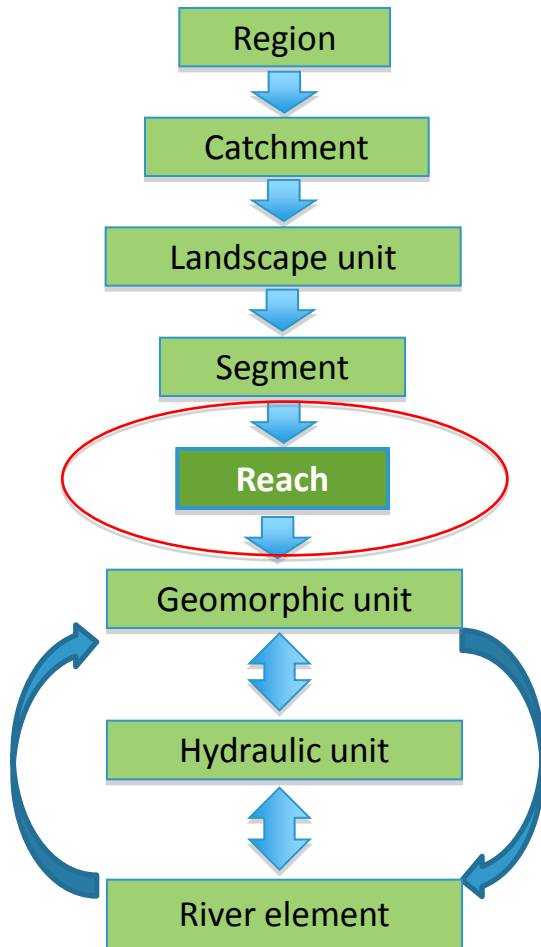 Region
Catchment
Landscape unit
Segment
Reach
Geomorphic unit
Hydraulic unit
River element